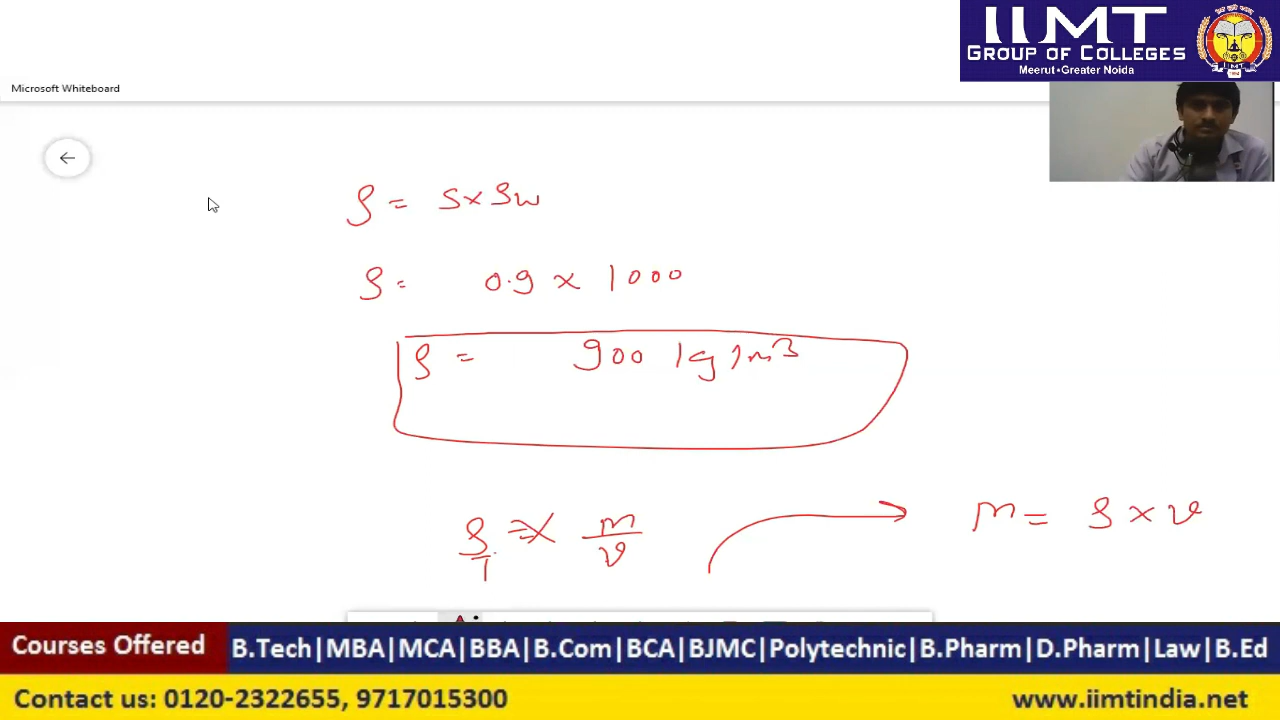 IIMT
GROUP OF COLLEGES
Meerut•Greater Noida
IIMT
Microsoft Whiteboard
ρ = S x ρw
ρ = 0.9 x 1000
ρ = 900 kg/m3
ρ/1 = m/v
m = ρ x v
Courses Offered B.Tech|MBA|MCA|BBA|B.Com|BCA|BJMC|Polytechnic|B.Pharm|D.Pharm|Law|B.Ed
Contact us: 0120-2322655, 9717015300 www.iimtindia.net